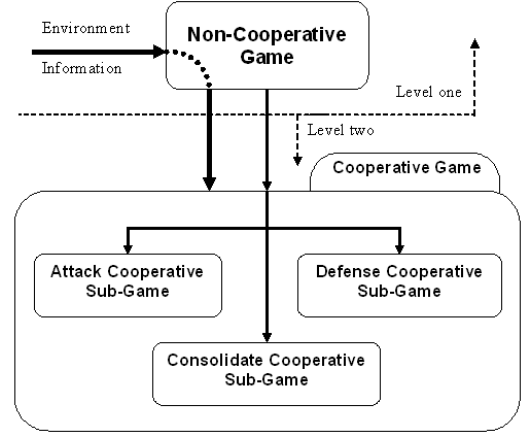 Environment
Information
Non-Cooperative
Game
Level one
Level two
Cooperative Game
Attack Cooperative
Sub-Game
Defense Cooperative
Sub-Game
Consolidate Cooperative
Sub-Game